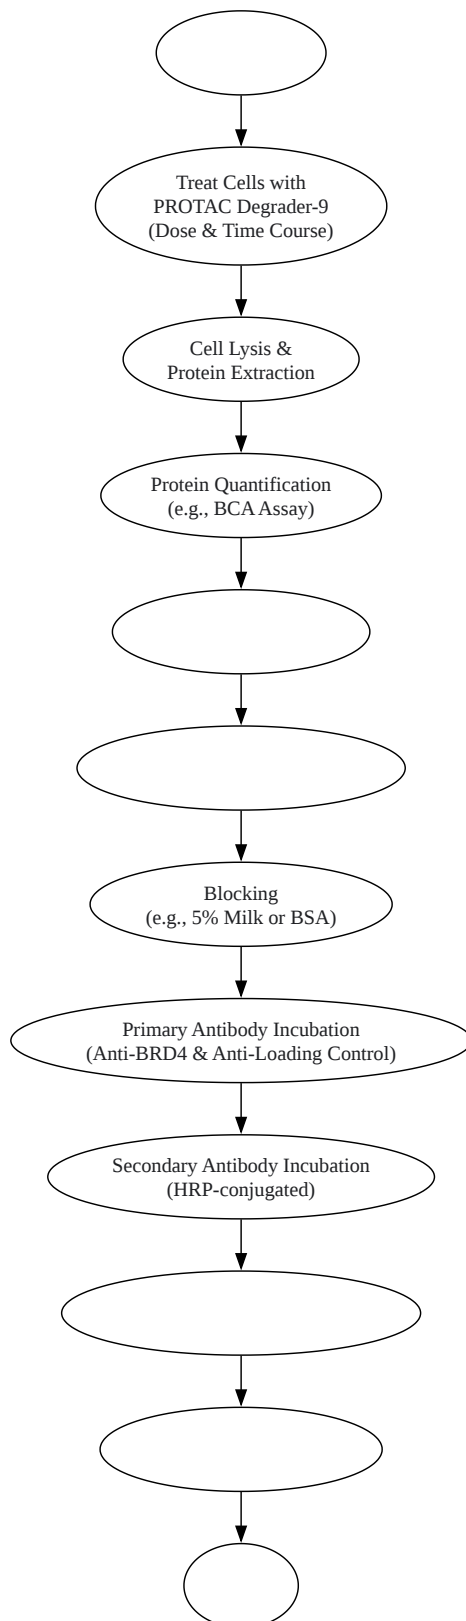 Treat Cells with
PROTAC Degrader-9
(Dose & Time Course)
Cell Lysis &
Protein Extraction
Protein Quantification
(e.g., BCA Assay)
Blocking
(e.g., 5% Milk or BSA)
Primary Antibody Incubation
(Anti-BRD4 & Anti-Loading Control)
Secondary Antibody Incubation
(HRP-conjugated)